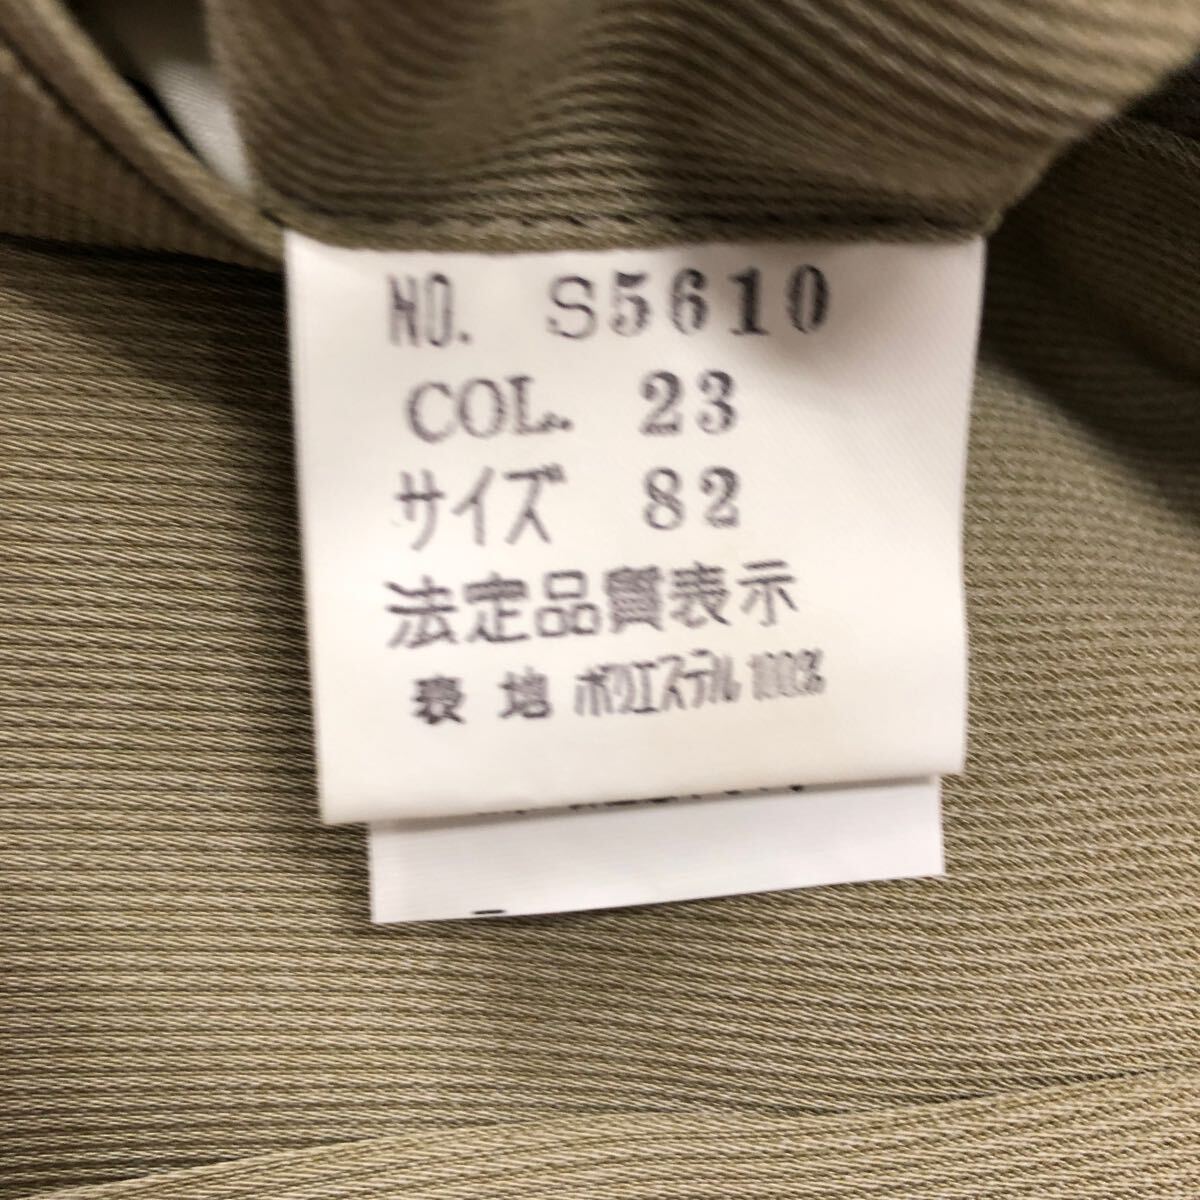 NO. S5610
COL. 23
サイズ 82
法定品質表示
表 地 ポリエステル 100%